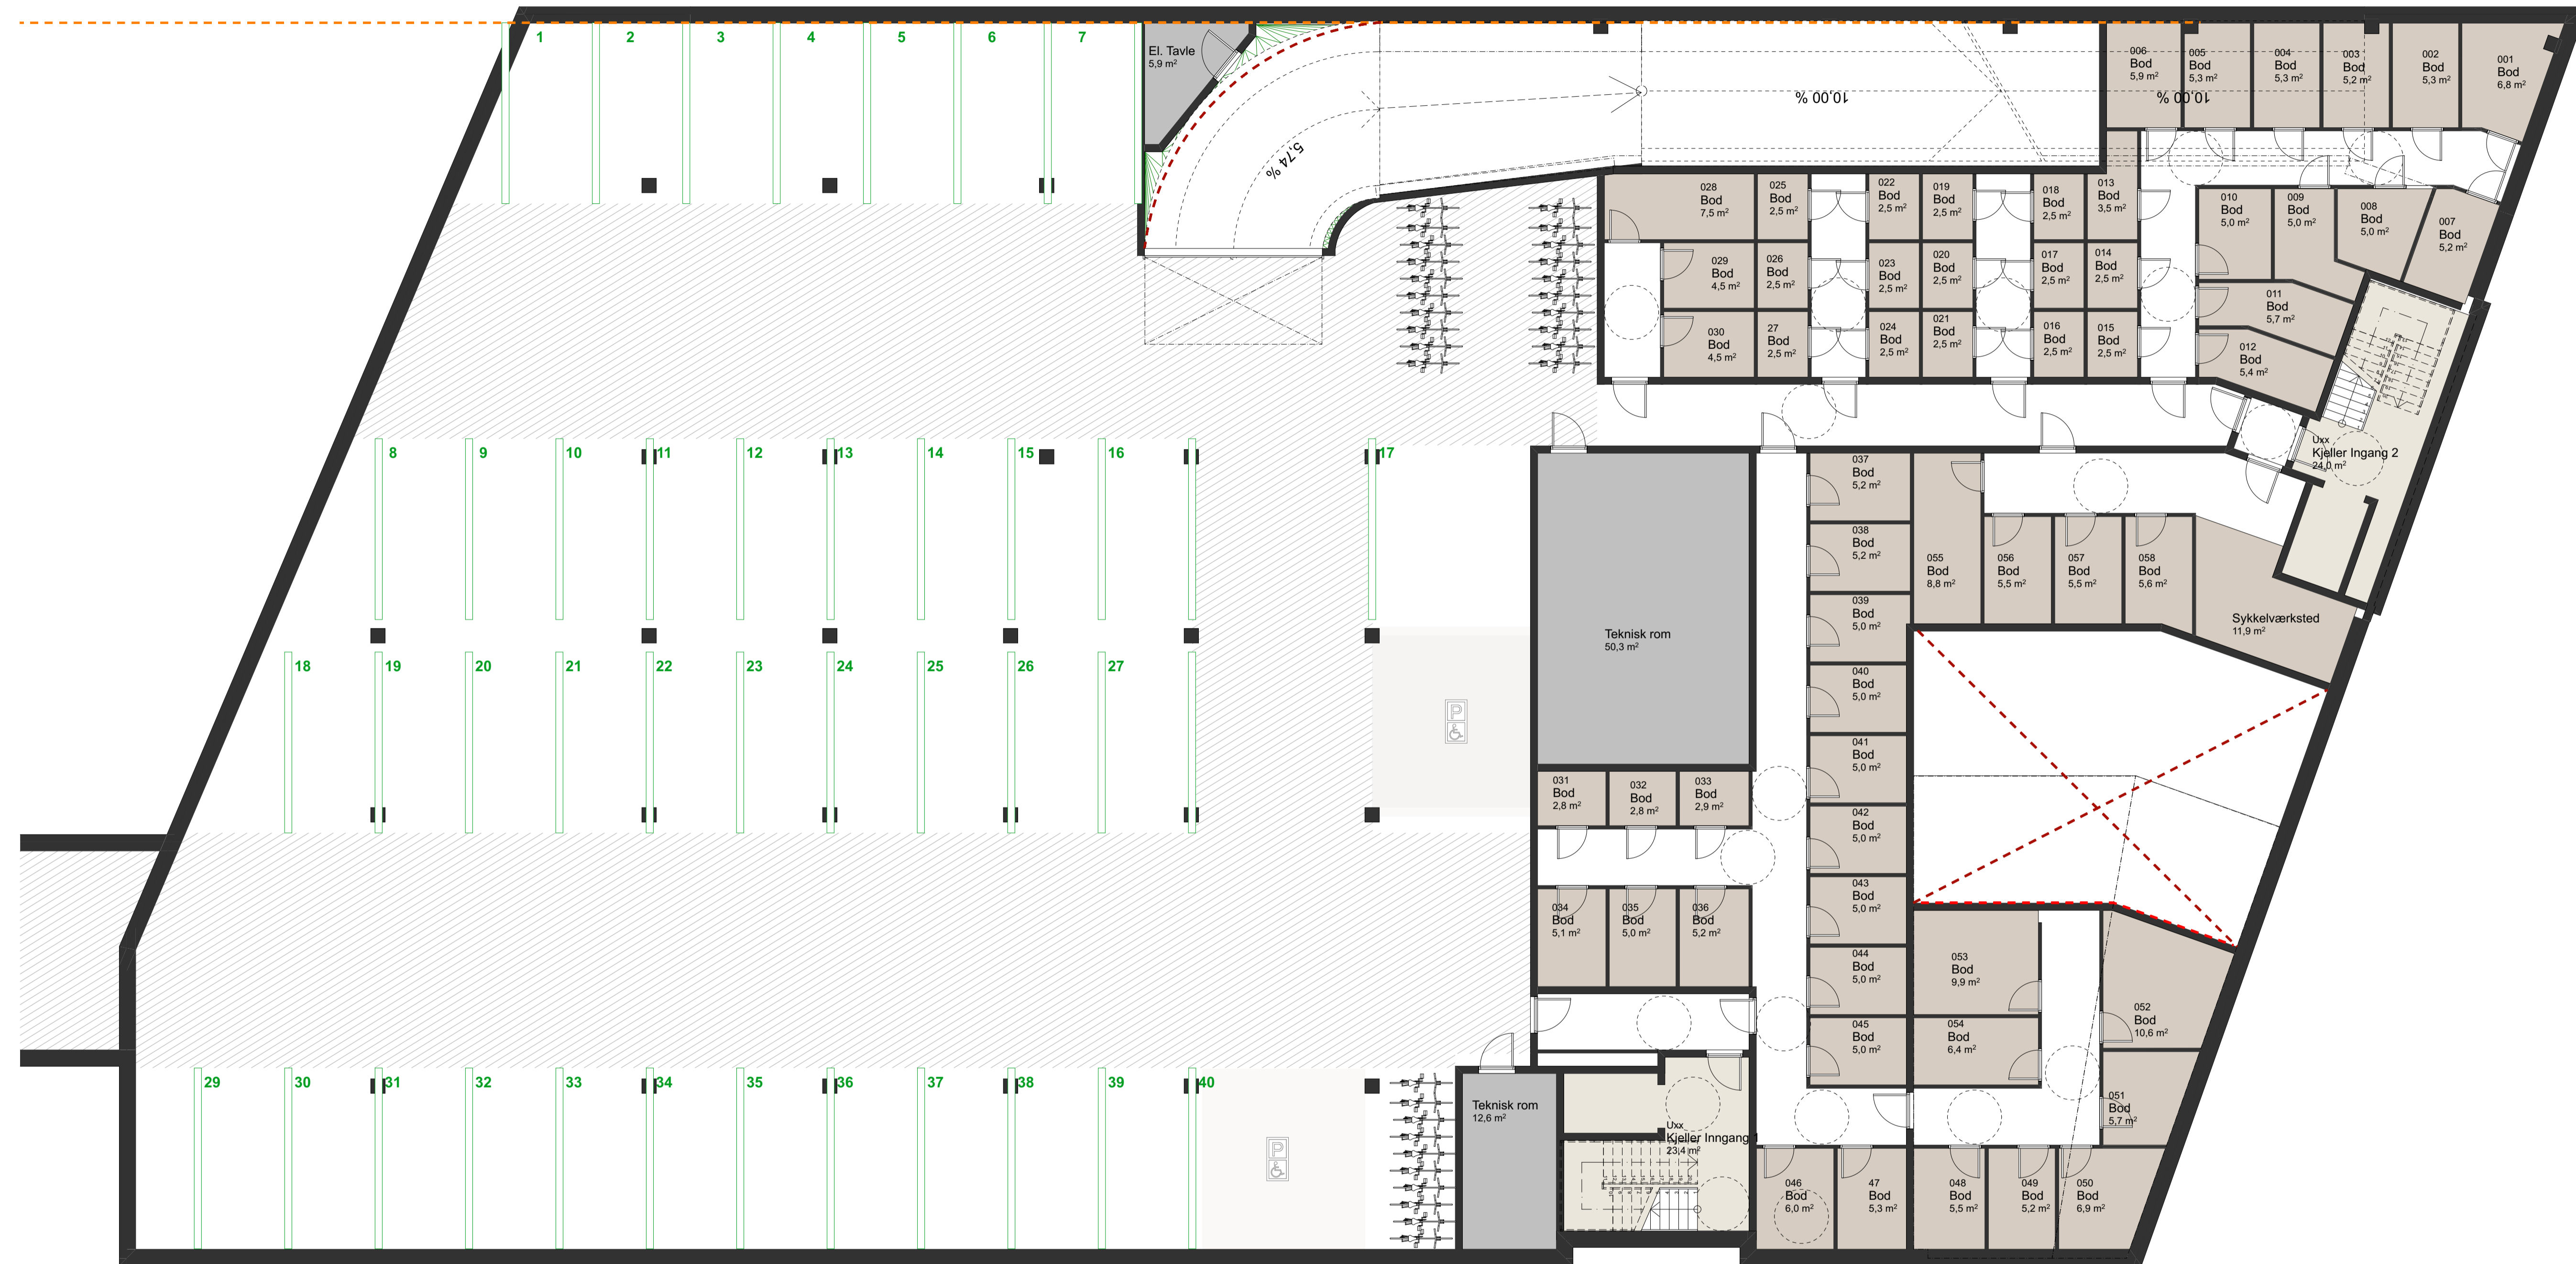 1
2
3
4
5
6
7
El. Tavle
5,9 m²
5,74 %
10,00 %
10,00 %
006
Bod
5,9 m²
005
Bod
5,3 m²
004
Bod
5,3 m²
003
Bod
5,2 m²
002
Bod
5,3 m²
001
Bod
6,8 m²
028
Bod
7,5 m²
025
Bod
2,5 m²
022
Bod
2,5 m²
019
Bod
2,5 m²
018
Bod
2,5 m²
013
Bod
3,5 m²
010
Bod
5,0 m²
009
Bod
5,0 m²
008
Bod
5,0 m²
007
Bod
5,2 m²
029
Bod
4,5 m²
026
Bod
2,5 m²
023
Bod
2,5 m²
020
Bod
2,5 m²
017
Bod
2,5 m²
014
Bod
2,5 m²
011
Bod
5,7 m²
030
Bod
4,5 m²
27
Bod
2,5 m²
024
Bod
2,5 m²
021
Bod
2,5 m²
016
Bod
2,5 m²
015
Bod
2,5 m²
012
Bod
5,4 m²
Uxx
Kjeller Ingang 2
24,0 m²
8
9
10
11
12
13
14
15
16
17
037
Bod
5,2 m²
038
Bod
5,2 m²
055
Bod
8,8 m²
056
Bod
5,5 m²
057
Bod
5,5 m²
058
Bod
5,6 m²
Sykkelværksted
11,9 m²
039
Bod
5,0 m²
Teknisk rom
50,3 m²
18
19
20
21
22
23
24
25
26
27
P
040
Bod
5,0 m²
041
Bod
5,0 m²
031
Bod
2,8 m²
032
Bod
2,8 m²
033
Bod
2,9 m²
042
Bod
5,0 m²
043
Bod
5,0 m²
034
Bod
5,1 m²
035
Bod
5,0 m²
036
Bod
5,2 m²
044
Bod
5,0 m²
053
Bod
9,9 m²
052
Bod
10,6 m²
045
Bod
5,0 m²
054
Bod
6,4 m²
29
30
31
32
33
34
35
36
37
38
39
40
P
Teknisk rom
12,6 m²
Uxx
Kjeller Inngang 1
23,4 m²
051
Bod
5,7 m²
046
Bod
6,0 m²
47
Bod
5,3 m²
048
Bod
5,5 m²
049
Bod
5,2 m²
050
Bod
6,9 m²